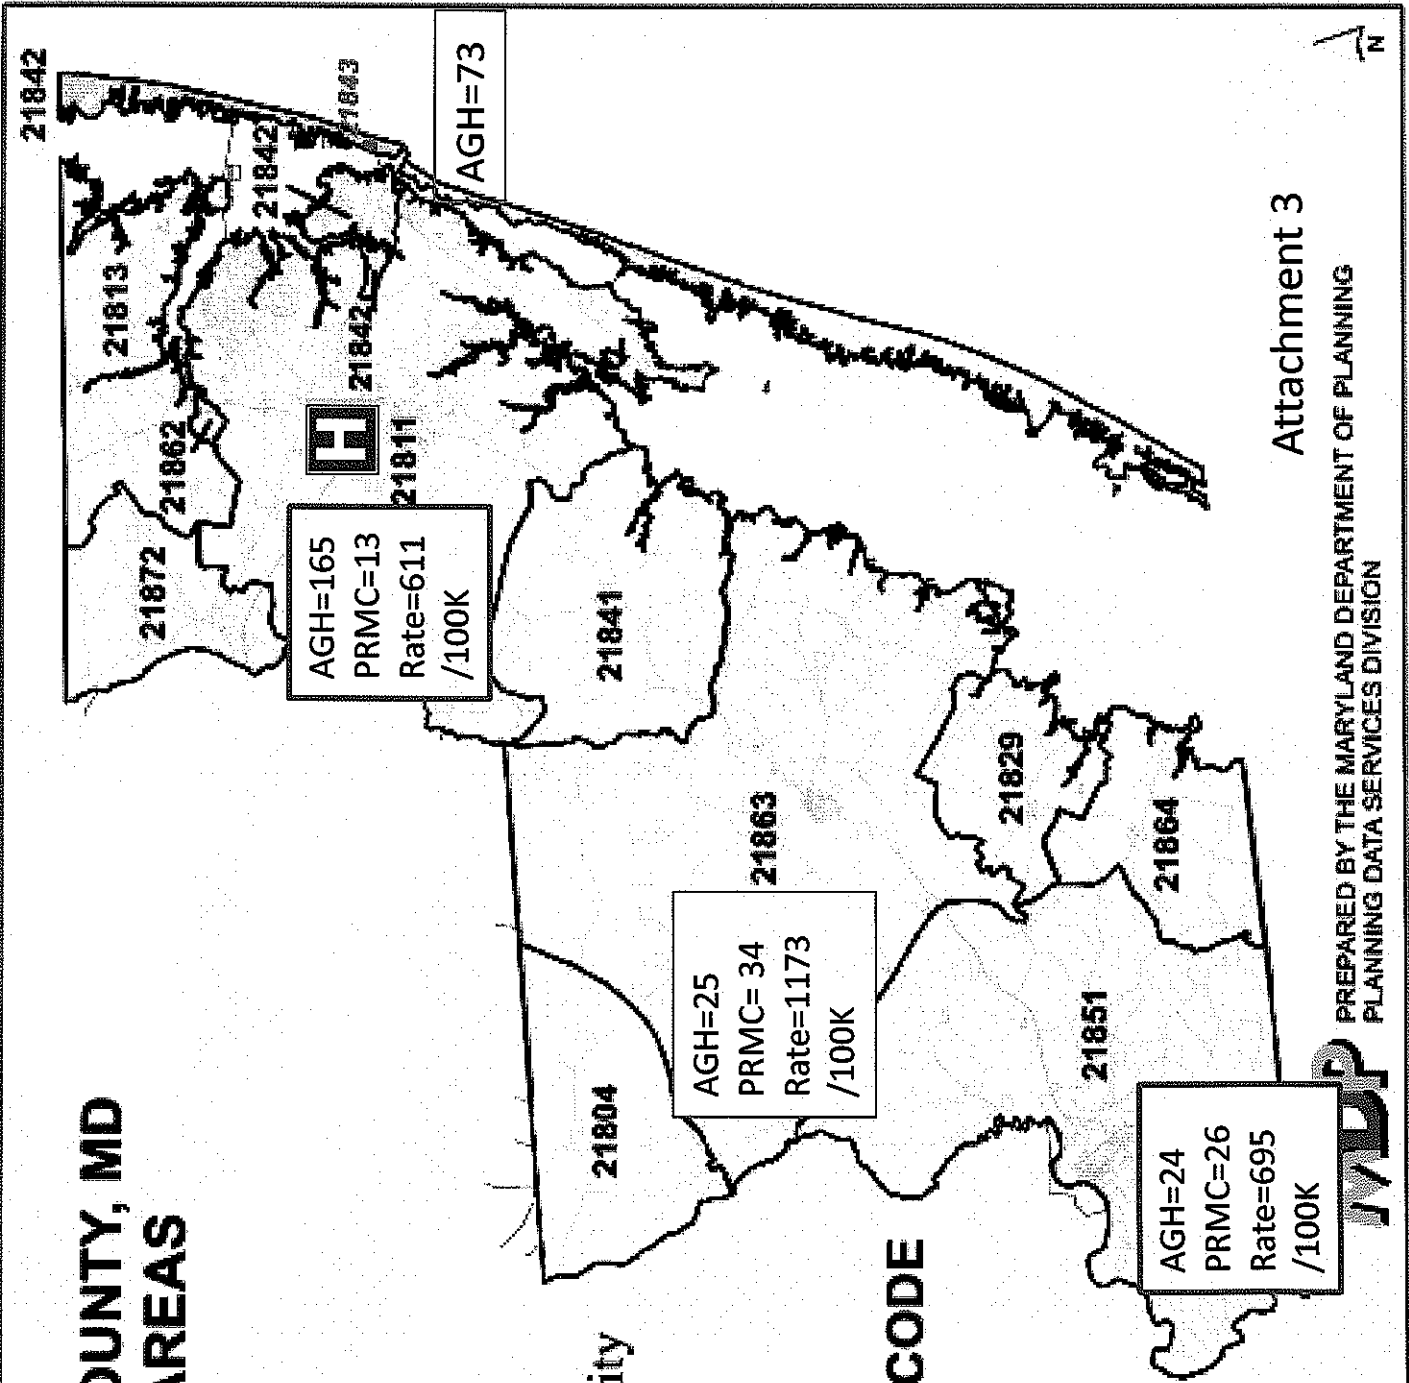 OUNTY, MD
AREAS
ity
CODE
21842
21813
21842
21843
21862
21872
21842
21811
H
AGH=73
AGH=165
PRMC=13
Rate=611
/100K
21841
21863
21804
AGH=25
PRMC= 34
Rate=1173
/100K
21829
21864
21851
AGH=24
PRMC=26
Rate=695
/100K
Attachment 3
MDP
PREPARED BY THE MARYLAND DEPARTMENT OF PLANNING
PLANNING DATA SERVICES DIVISION
N